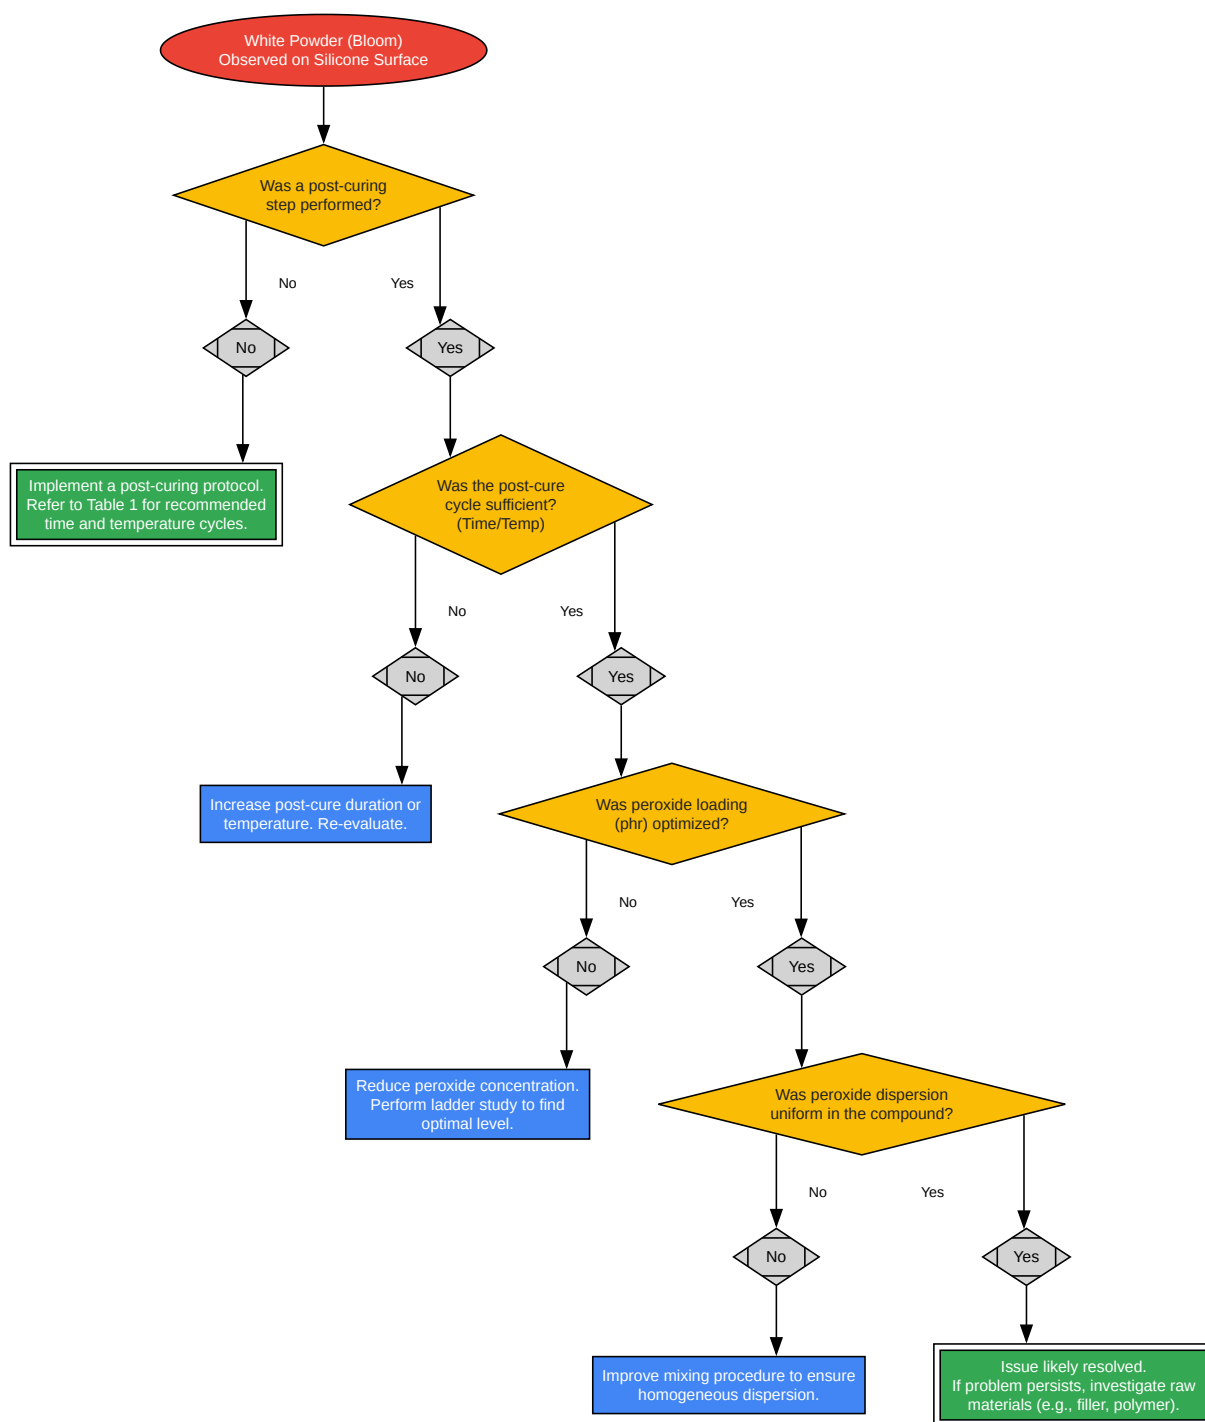 White Powder (Bloom)
Observed on Silicone Surface
Was a post-curing
step performed?
No
Yes
No
Yes
Implement a post-curing protocol.
Refer to Table 1 for recommended
time and temperature cycles.
Was the post-cure
cycle sufficient?
(Time/Temp)
No
Yes
No
Yes
Increase post-cure duration or
temperature. Re-evaluate.
Was peroxide loading
(phr) optimized?
No
Yes
No
Yes
Reduce peroxide concentration.
Perform ladder study to find
optimal level.
Was peroxide dispersion
uniform in the compound?
No
Yes
No
Yes
Improve mixing procedure to ensure
homogeneous dispersion.
Issue likely resolved.
If problem persists, investigate raw
materials (e.g., filler, polymer).